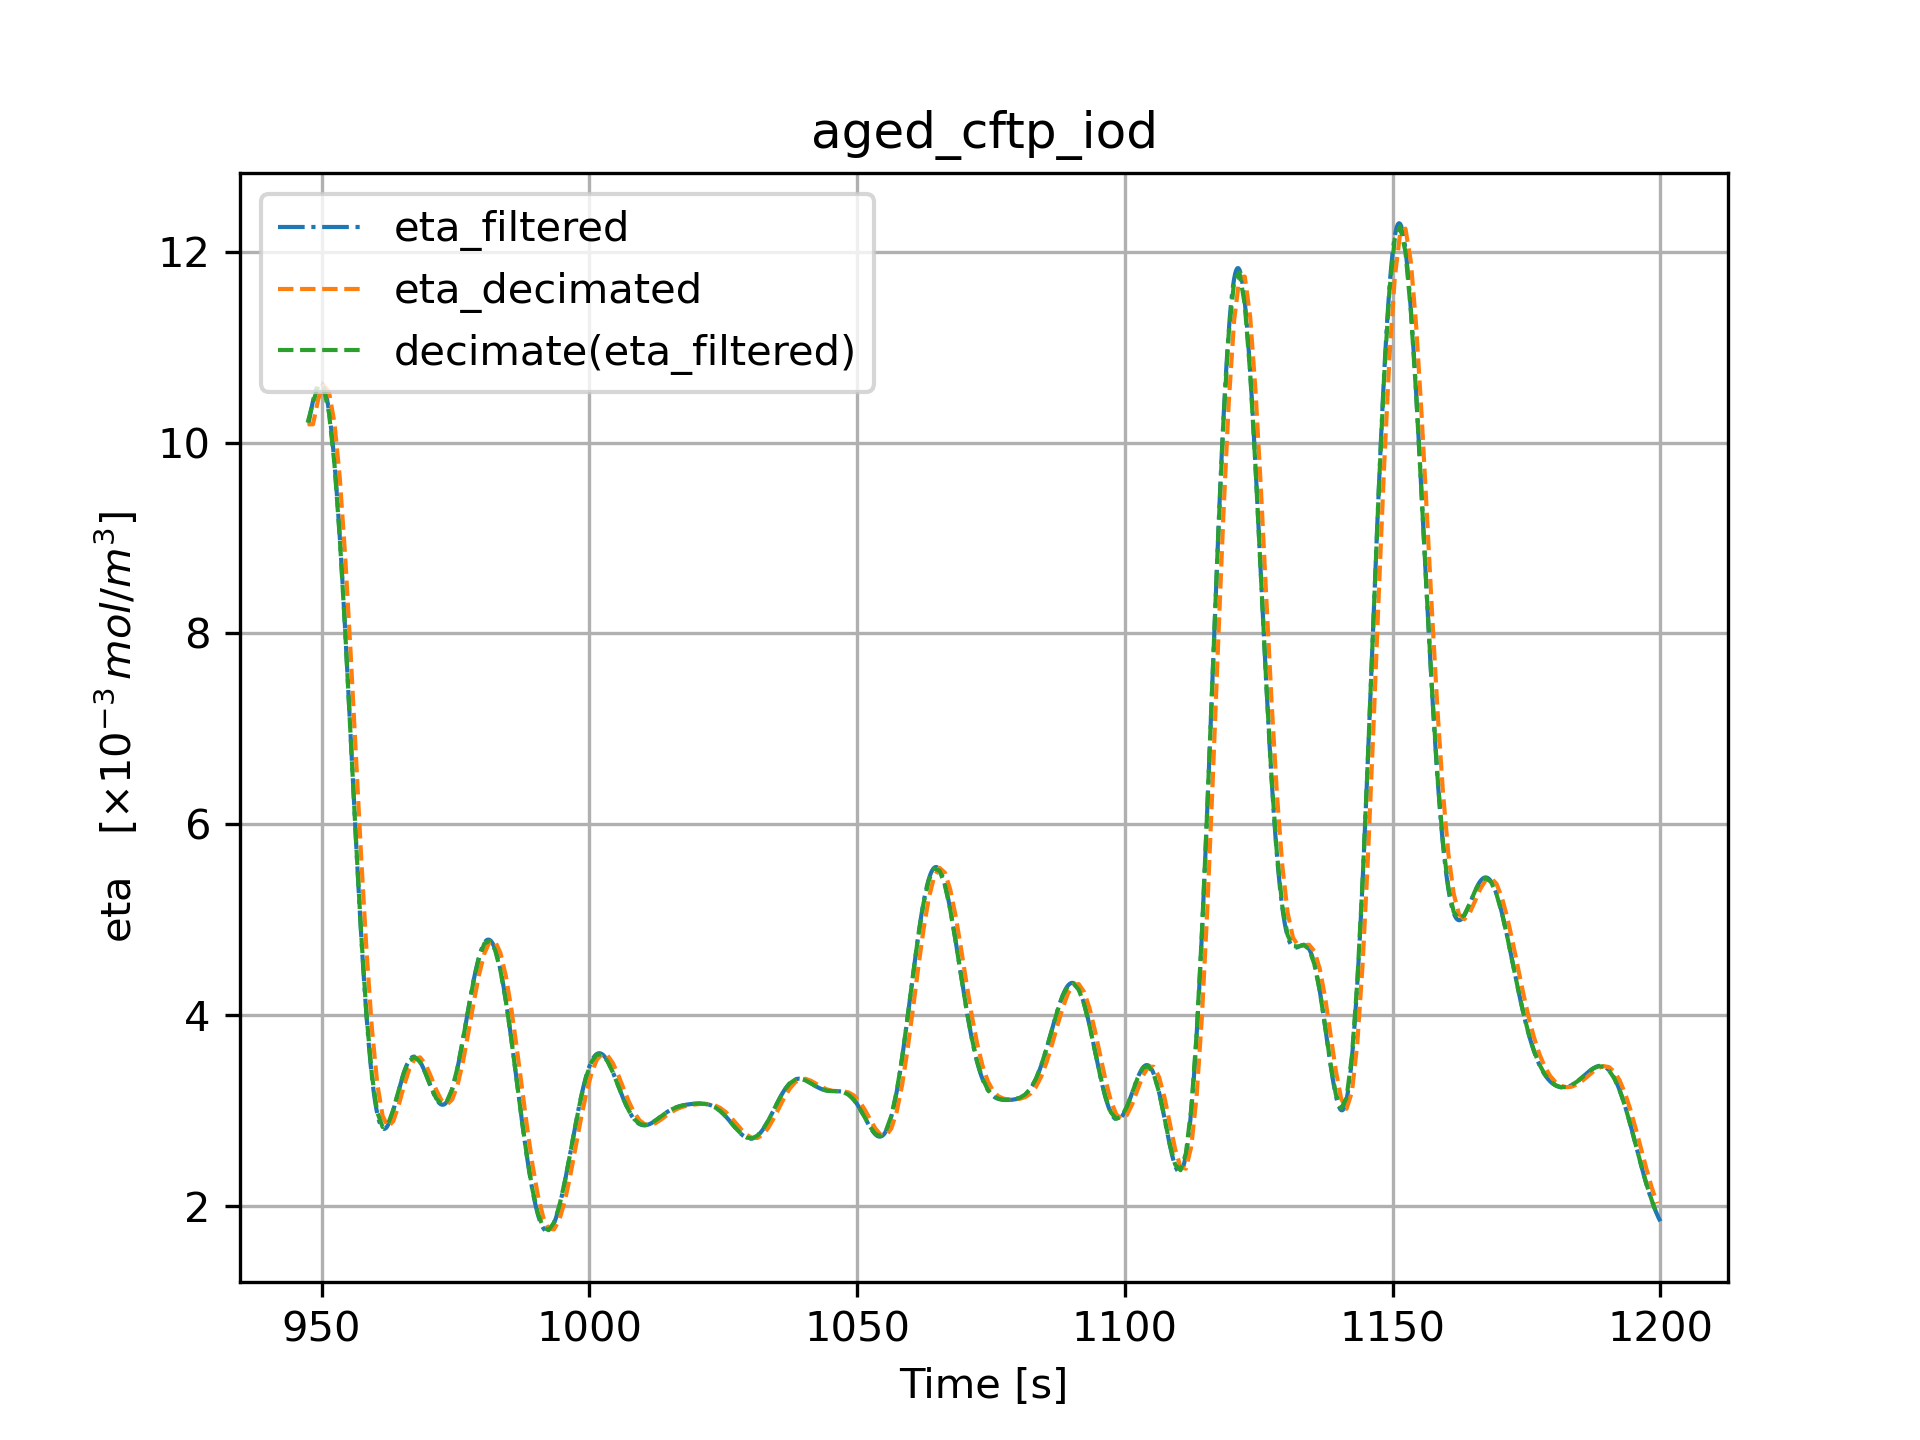 aged_cftp_iod
eta_filtered
eta_decimated
decimate(eta_filtered)
eta [×10⁻³ mol/m³]
12
10
8
6
4
2
950 1000 1050 1100 1150 1200
Time [s]